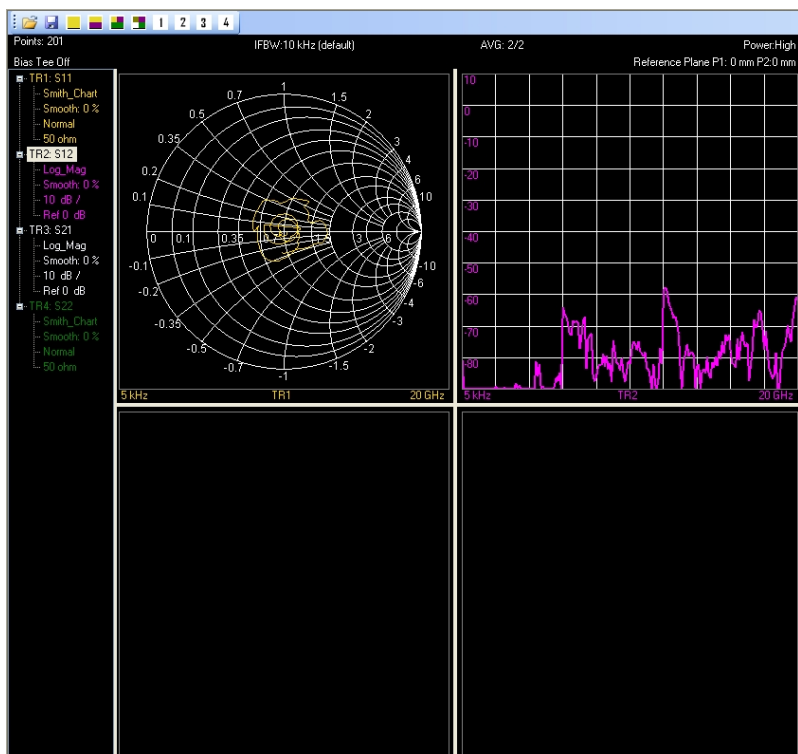 1 2 3 4
Points: 201
IFBW:10 kHz (default)
AVG: 2/2
Power:High
Bias Tee Off
Reference Plane P1: 0 mm P2:0 mm
TR1: S11
Smith_Chart
Smooth: 0 %
Normal
50 ohm
TR2: S12
Log_Mag
Smooth: 0 %
10 dB /
Ref 0 dB
TR3: S21
Log_Mag
Smooth: 0 %
10 dB /
Ref 0 dB
TR4: S22
Smith_Chart
Smooth: 0 %
Normal
50 ohm
1
0.7 1.5
0.5 2
0.35 3
4
0.2 6
0.1 10
0 0.1 0.35 0.7 1.5 3 6
-0.1 -10
-6
-0.2 -4
-0.35 -3
-0.5 -2
-0.7 -1.5
-1
5 kHz TR1 20 GHz
10
0
-10
-20
-30
-40
-50
-60
-70
-80
5 kHz TR2 20 GHz